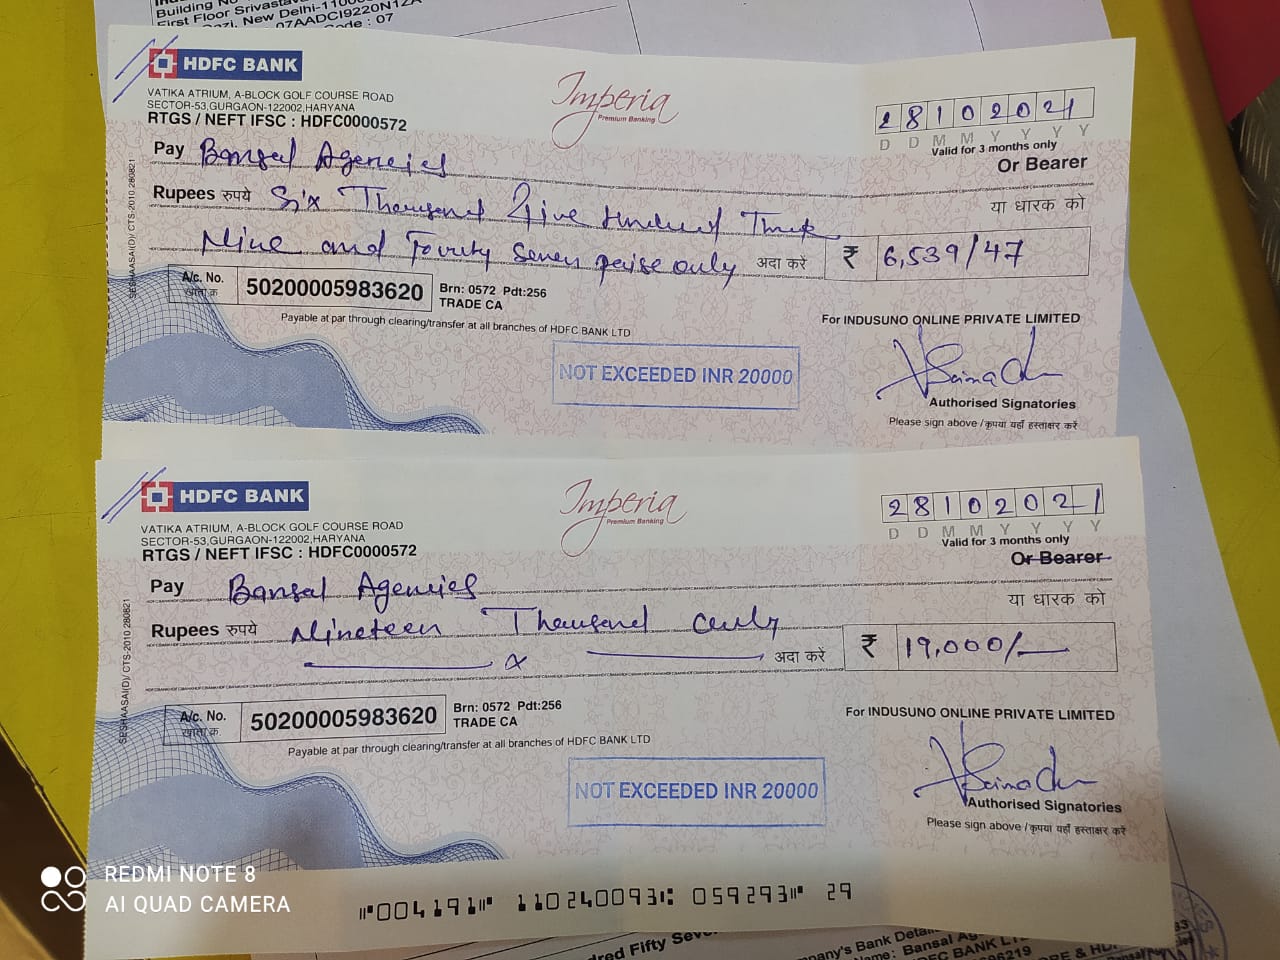 Building No
First Floor Srivastav
New Delhi-1100
07AADCI9220N1Z
Code : 07
HDFC BANK
VATIKA ATRIUM, A-BLOCK GOLF COURSE ROAD
SECTOR-53,GURGAON-122002,HARYANA
RTGS / NEFT IFSC : HDFC0000572
Imperia
Premium Banking
28102021
D D M M Y Y Y Y
Valid for 3 months only
Pay Bansal Agencies
Or Bearer
Rupees रुपये Six Thousand Five Hundred Thirty
या धारक को
Nine and Fourty Seven paise only अदा करें ₹ 6,539/47
A/c. No.
खाता क्र.
50200005983620
Brn: 0572 Pdt:256
TRADE CA
Payable at par through clearing/transfer at all branches of HDFC BANK LTD
For INDUSUNO ONLINE PRIVATE LIMITED
NOT EXCEEDED INR 20000
Authorised Signatories
Please sign above /कृपया यहाँ हस्ताक्षर करें
SESHAASAI(D)/ CTS-2010 280821
HDFC BANK
VATIKA ATRIUM, A-BLOCK GOLF COURSE ROAD
SECTOR-53,GURGAON-122002,HARYANA
RTGS / NEFT IFSC : HDFC0000572
Imperia
Premium Banking
28102021
D D M M Y Y Y Y
Valid for 3 months only
Or Bearer
Pay Bansal Agencies
या धारक को
Rupees रुपये Nineteen Thousand only
x अदा करें ₹ 19,000/-
A/c. No.
खाता क्र.
50200005983620
Brn: 0572 Pdt:256
TRADE CA
Payable at par through clearing/transfer at all branches of HDFC BANK LTD
For INDUSUNO ONLINE PRIVATE LIMITED
NOT EXCEEDED INR 20000
Authorised Signatories
Please sign above /कृपया यहाँ हस्ताक्षर करें
SESHAASAI(D)/ CTS-2010 280821
⑈004191⑈ 110240093⑆ 059293⑈ 29
REDMI NOTE 8
AI QUAD CAMERA
dred Fifty Seve
pany's Bank Detai
Name: Bansal Ag
HDFC BANK L
96219